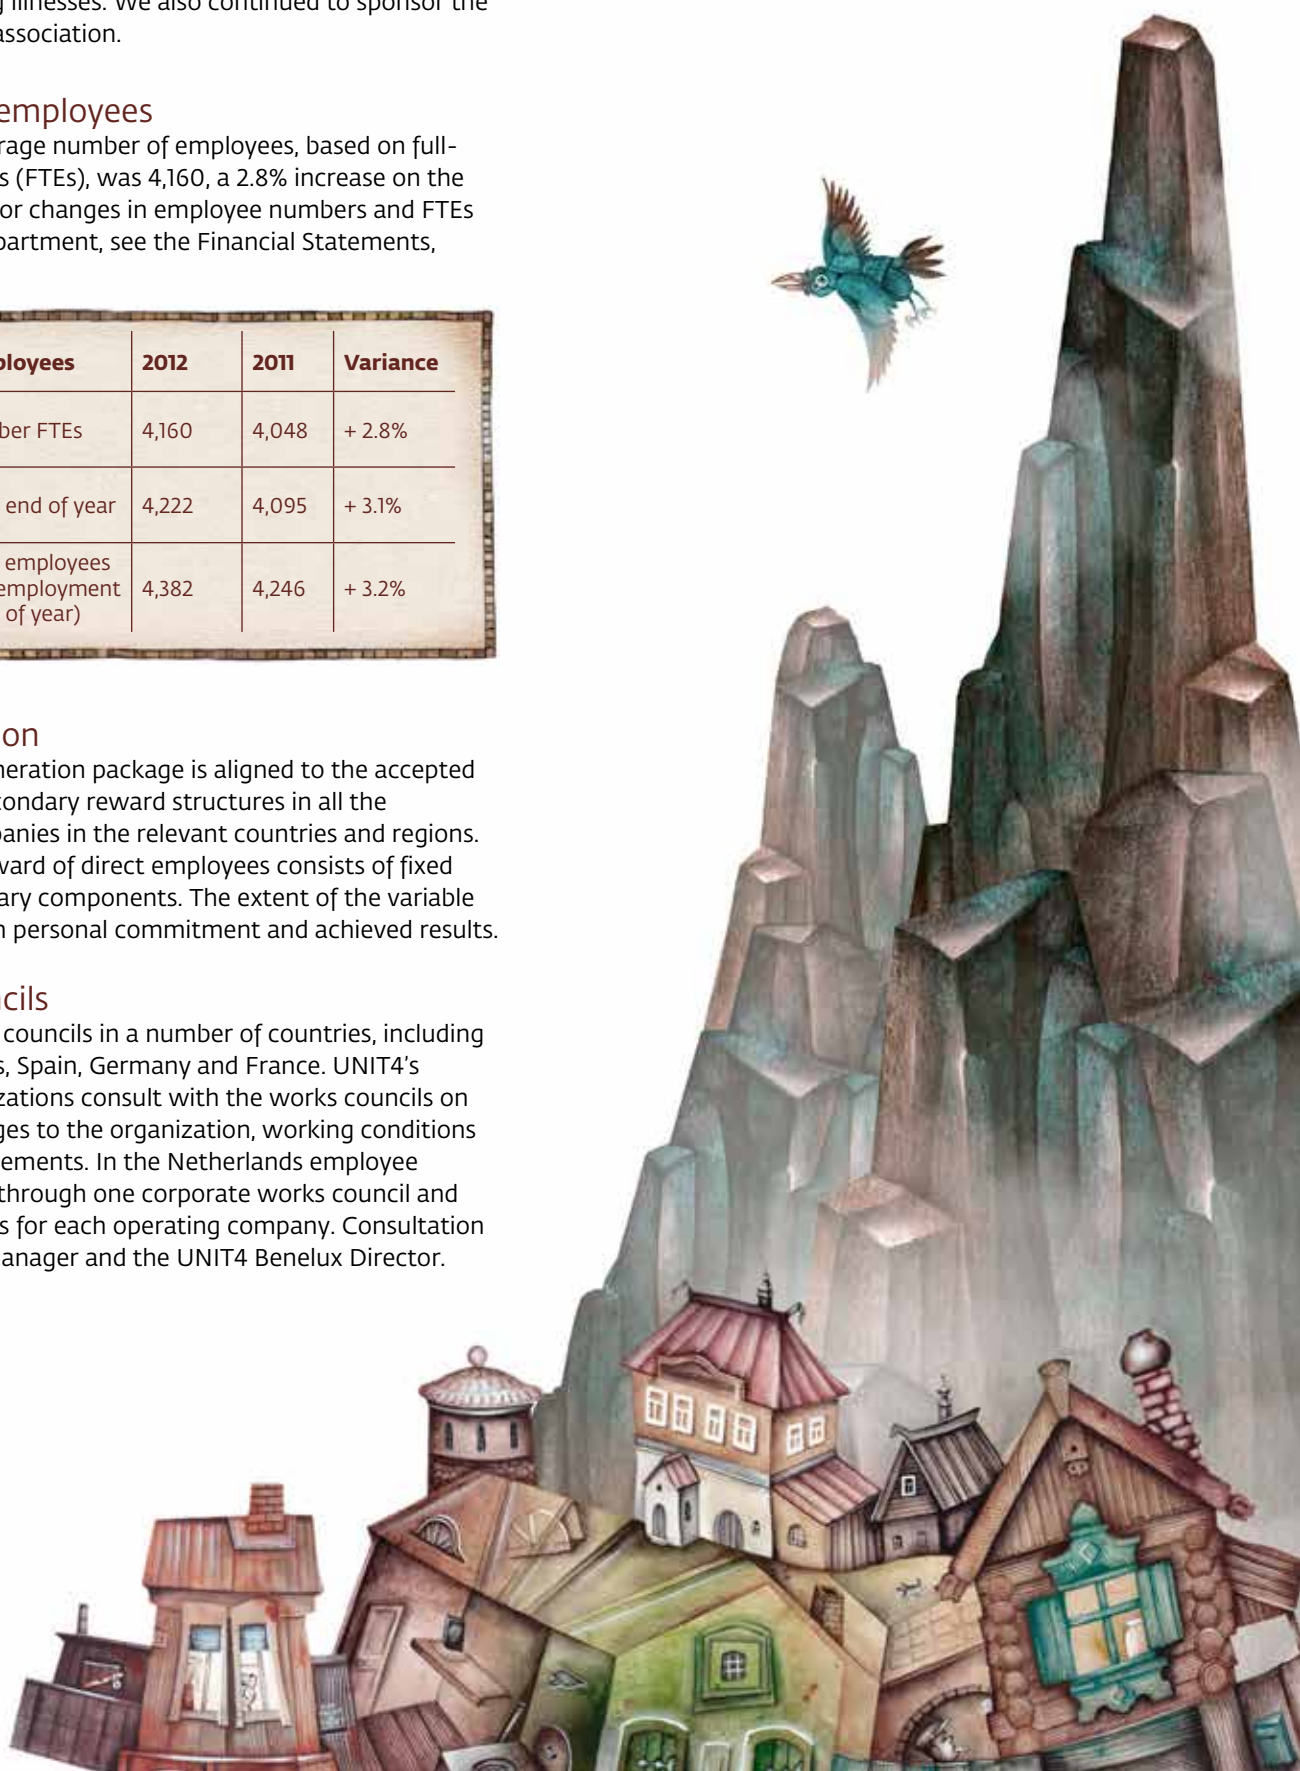 illnesses. We also continued to sponsor the
association.
employees
rage number of employees, based on full-
s (FTEs), was 4,160, a 2.8% increase on the
or changes in employee numbers and FTEs
partment, see the Financial Statements,
ployees 2012 2011 Variance
ber FTEs 4,160 4,048 + 2.8%
end of year 4,222 4,095 + 3.1%
employees
employment 4,382 4,246 + 3.2%
of year)
on
neration package is aligned to the accepted
condary reward structures in all the
panies in the relevant countries and regions.
ward of direct employees consists of fixed
ary components. The extent of the variable
n personal commitment and achieved results.
cils
councils in a number of countries, including
s, Spain, Germany and France. UNIT4's
zations consult with the works councils on
ges to the organization, working conditions
ements. In the Netherlands employee
through one corporate works council and
s for each operating company. Consultation
anager and the UNIT4 Benelux Director.